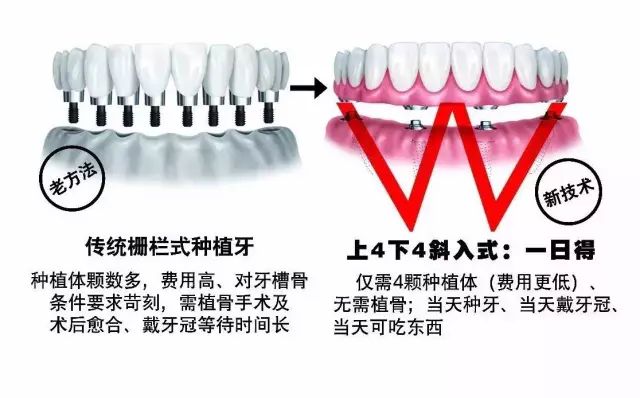 老方法
新技术
传统栅栏式种植牙
种植体颗数多，费用高、对牙槽骨
条件要求苛刻，需植骨手术及
术后愈合、戴牙冠等待时间长
上4下4斜入式：一日得
仅需4颗种植体（费用更低）、
无需植骨；当天种牙、当天戴牙冠、
当天可吃东西